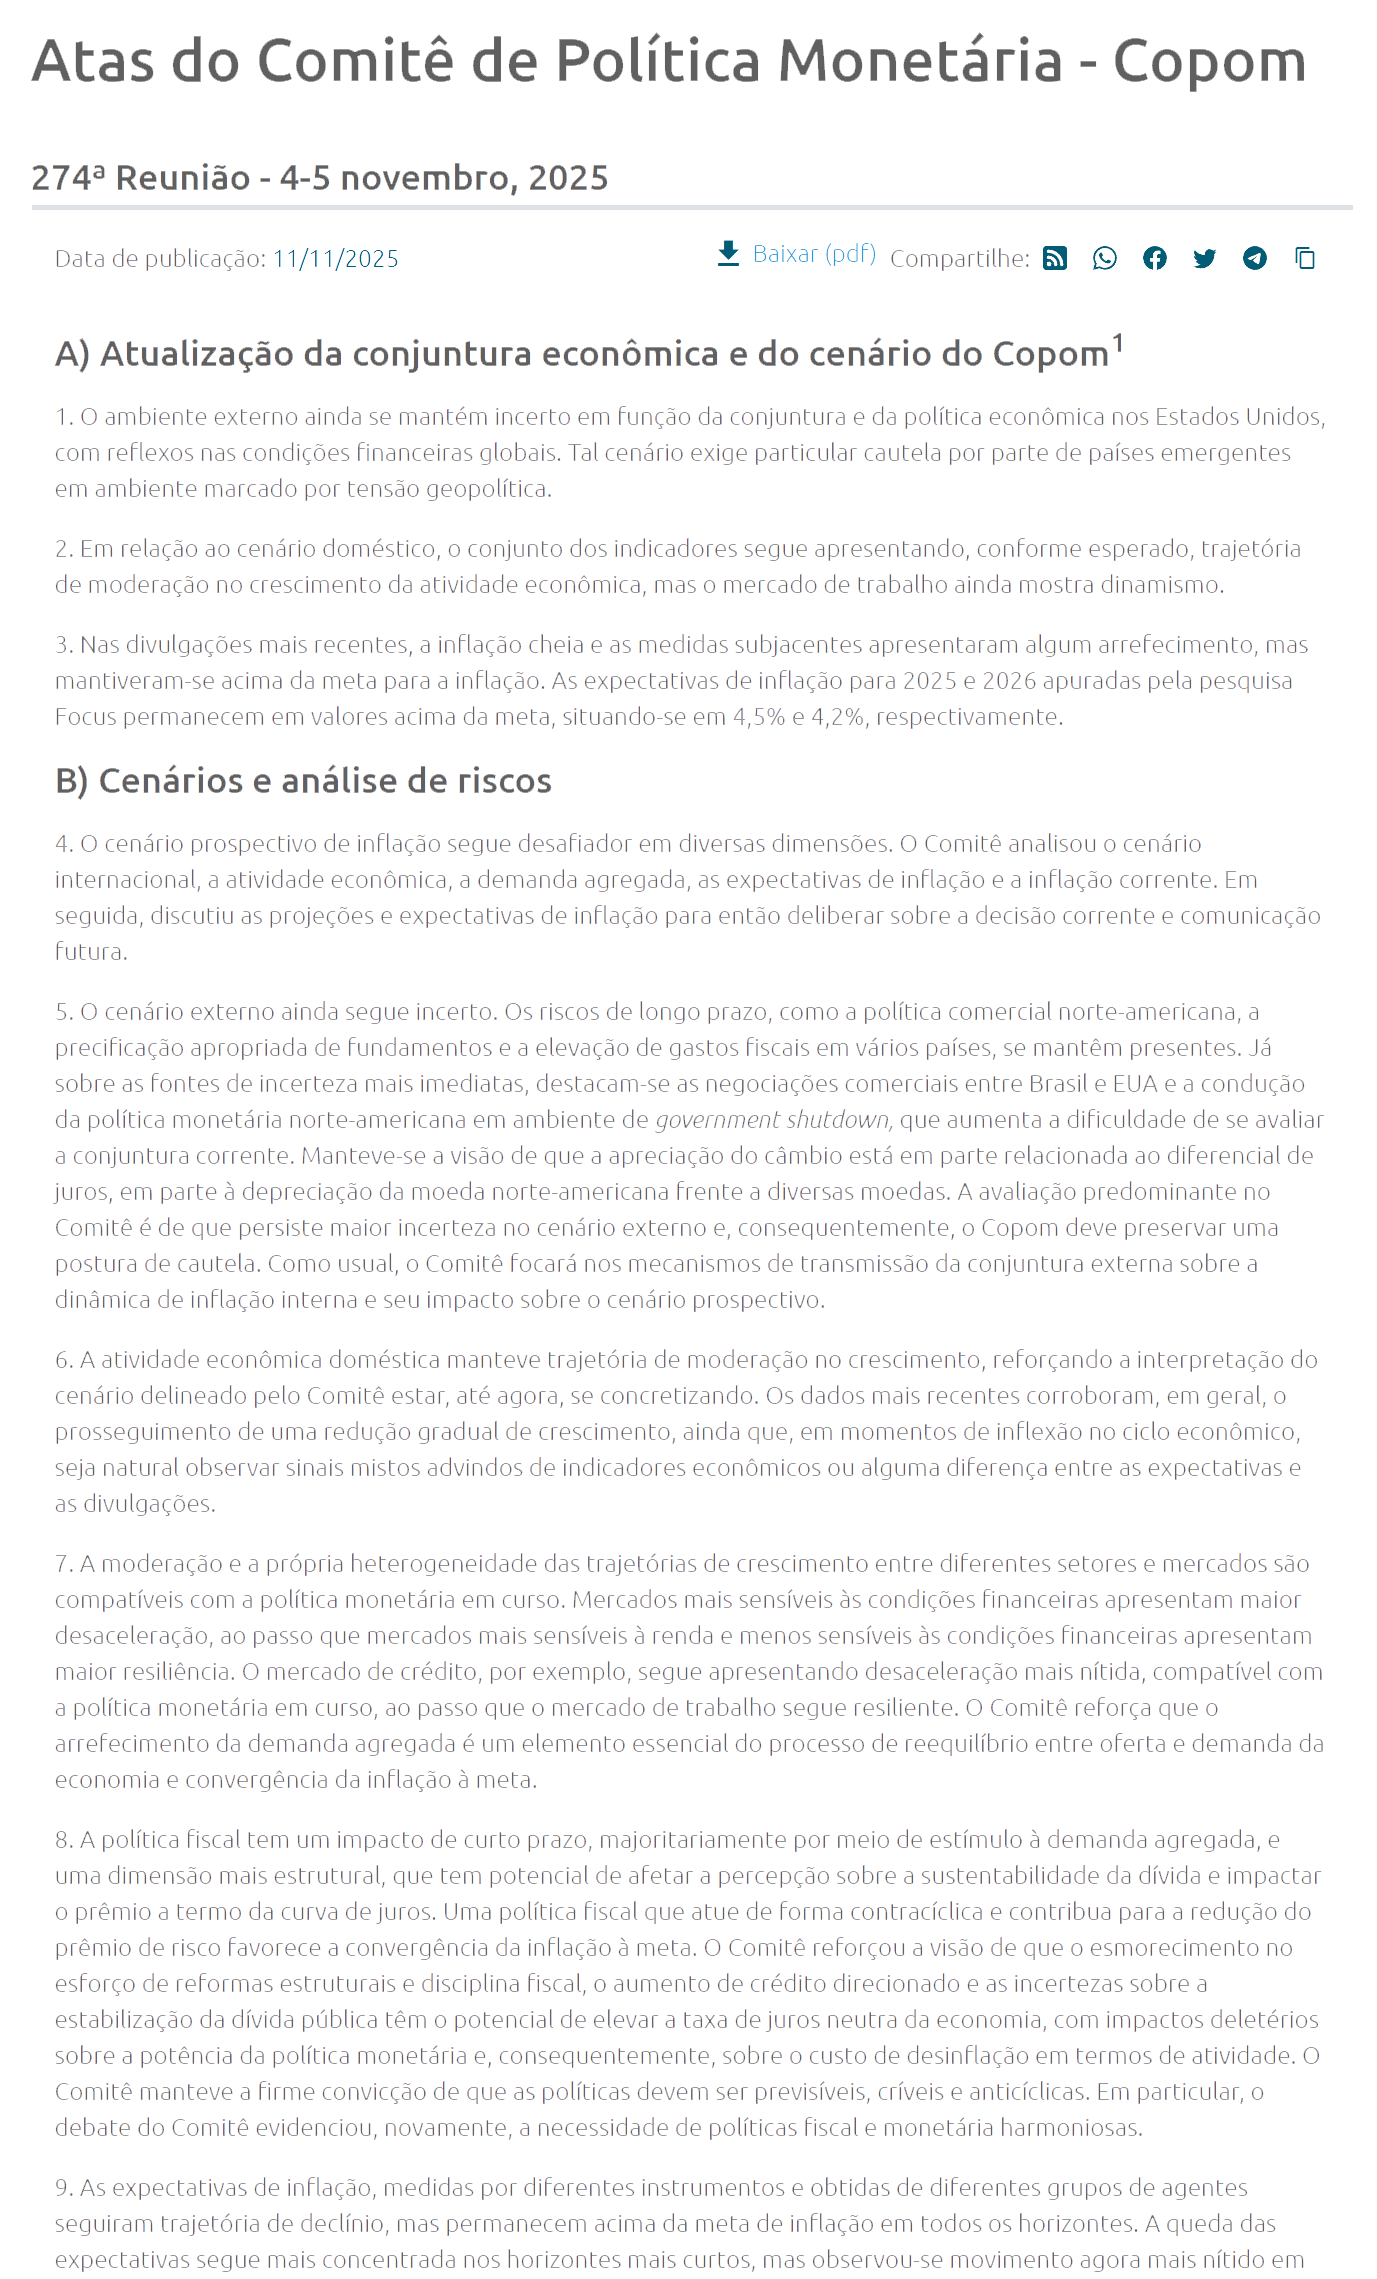 Atas do Comitê de Política Monetária - Copom
274ª Reunião - 4-5 novembro, 2025
Data de publicação: 11/11/2025
Baixar (pdf) Compartilhe:
A) Atualização da conjuntura econômica e do cenário do Copom1
1. O ambiente externo ainda se mantém incerto em função da conjuntura e da política econômica nos Estados Unidos,
com reflexos nas condições financeiras globais. Tal cenário exige particular cautela por parte de países emergentes
em ambiente marcado por tensão geopolítica.
2. Em relação ao cenário doméstico, o conjunto dos indicadores segue apresentando, conforme esperado, trajetória
de moderação no crescimento da atividade econômica, mas o mercado de trabalho ainda mostra dinamismo.
3. Nas divulgações mais recentes, a inflação cheia e as medidas subjacentes apresentaram algum arrefecimento, mas
mantiveram-se acima da meta para a inflação. As expectativas de inflação para 2025 e 2026 apuradas pela pesquisa
Focus permanecem em valores acima da meta, situando-se em 4,5% e 4,2%, respectivamente.
B) Cenários e análise de riscos
4. O cenário prospectivo de inflação segue desafiador em diversas dimensões. O Comitê analisou o cenário
internacional, a atividade econômica, a demanda agregada, as expectativas de inflação e a inflação corrente. Em
seguida, discutiu as projeções e expectativas de inflação para então deliberar sobre a decisão corrente e comunicação
futura.
5. O cenário externo ainda segue incerto. Os riscos de longo prazo, como a política comercial norte-americana, a
precificação apropriada de fundamentos e a elevação de gastos fiscais em vários países, se mantêm presentes. Já
sobre as fontes de incerteza mais imediatas, destacam-se as negociações comerciais entre Brasil e EUA e a condução
da política monetária norte-americana em ambiente de government shutdown, que aumenta a dificuldade de se avaliar
a conjuntura corrente. Manteve-se a visão de que a apreciação do câmbio está em parte relacionada ao diferencial de
juros, em parte à depreciação da moeda norte-americana frente a diversas moedas. A avaliação predominante no
Comitê é de que persiste maior incerteza no cenário externo e, consequentemente, o Copom deve preservar uma
postura de cautela. Como usual, o Comitê focará nos mecanismos de transmissão da conjuntura externa sobre a
dinâmica de inflação interna e seu impacto sobre o cenário prospectivo.
6. A atividade econômica doméstica manteve trajetória de moderação no crescimento, reforçando a interpretação do
cenário delineado pelo Comitê estar, até agora, se concretizando. Os dados mais recentes corroboram, em geral, o
prosseguimento de uma redução gradual de crescimento, ainda que, em momentos de inflexão no ciclo econômico,
seja natural observar sinais mistos advindos de indicadores econômicos ou alguma diferença entre as expectativas e
as divulgações.
7. A moderação e a própria heterogeneidade das trajetórias de crescimento entre diferentes setores e mercados são
compatíveis com a política monetária em curso. Mercados mais sensíveis às condições financeiras apresentam maior
desaceleração, ao passo que mercados mais sensíveis à renda e menos sensíveis às condições financeiras apresentam
maior resiliência. O mercado de crédito, por exemplo, segue apresentando desaceleração mais nítida, compatível com
a política monetária em curso, ao passo que o mercado de trabalho segue resiliente. O Comitê reforça que o
arrefecimento da demanda agregada é um elemento essencial do processo de reequilíbrio entre oferta e demanda da
economia e convergência da inflação à meta.
8. A política fiscal tem um impacto de curto prazo, majoritariamente por meio de estímulo à demanda agregada, e
uma dimensão mais estrutural, que tem potencial de afetar a percepção sobre a sustentabilidade da dívida e impactar
o prêmio a termo da curva de juros. Uma política fiscal que atue de forma contracíclica e contribua para a redução do
prêmio de risco favorece a convergência da inflação à meta. O Comitê reforçou a visão de que o esmorecimento no
esforço de reformas estruturais e disciplina fiscal, o aumento de crédito direcionado e as incertezas sobre a
estabilização da dívida pública têm o potencial de elevar a taxa de juros neutra da economia, com impactos deletérios
sobre a potência da política monetária e, consequentemente, sobre o custo de desinflação em termos de atividade. O
Comitê manteve a firme convicção de que as políticas devem ser previsíveis, críveis e anticíclicas. Em particular, o
debate do Comitê evidenciou, novamente, a necessidade de políticas fiscal e monetária harmoniosas.
9. As expectativas de inflação, medidas por diferentes instrumentos e obtidas de diferentes grupos de agentes
seguiram trajetória de declínio, mas permanecem acima da meta de inflação em todos os horizontes. A queda das
expectativas segue mais concentrada nos horizontes mais curtos, mas observou-se movimento agora mais nítido em